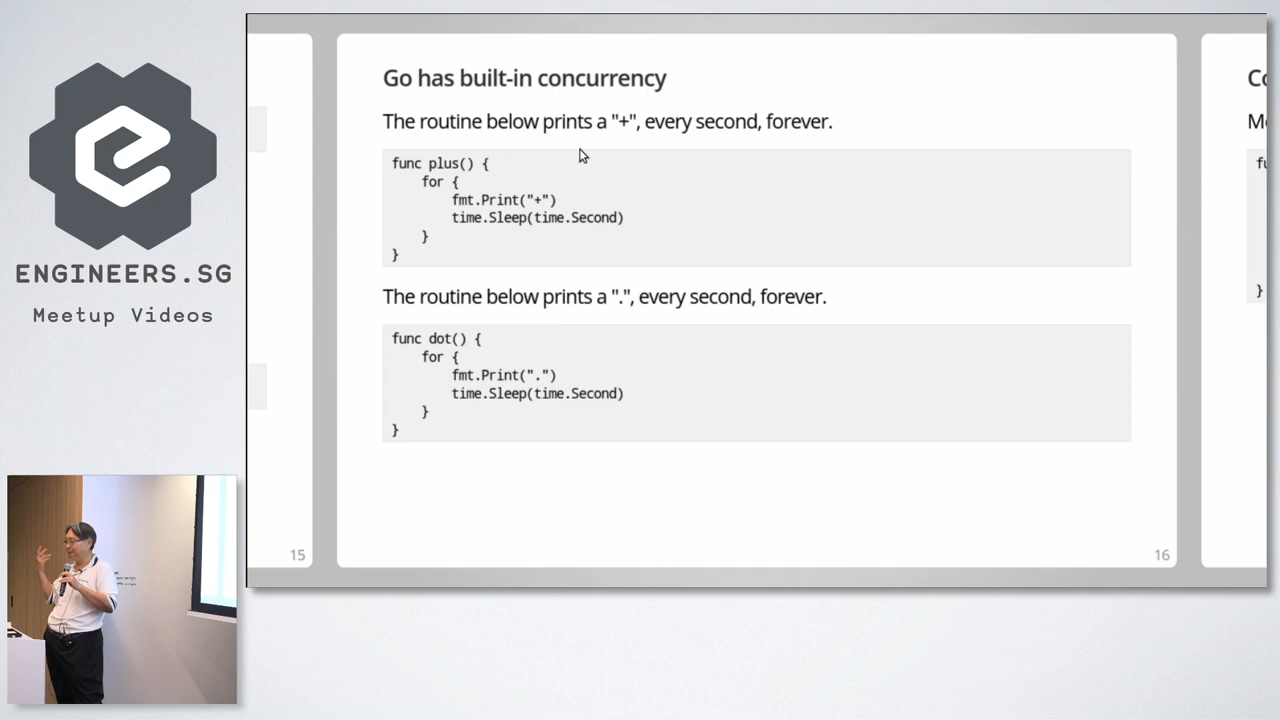 ENGINEERS.SG
Meetup Videos
Go has built-in concurrency
The routine below prints a "+", every second, forever.
func plus() {
    for {
        fmt.Print("+")
        time.Sleep(time.Second)
    }
}
The routine below prints a ".", every second, forever.
func dot() {
    for {
        fmt.Print(".")
        time.Sleep(time.Second)
    }
}
15
16
}